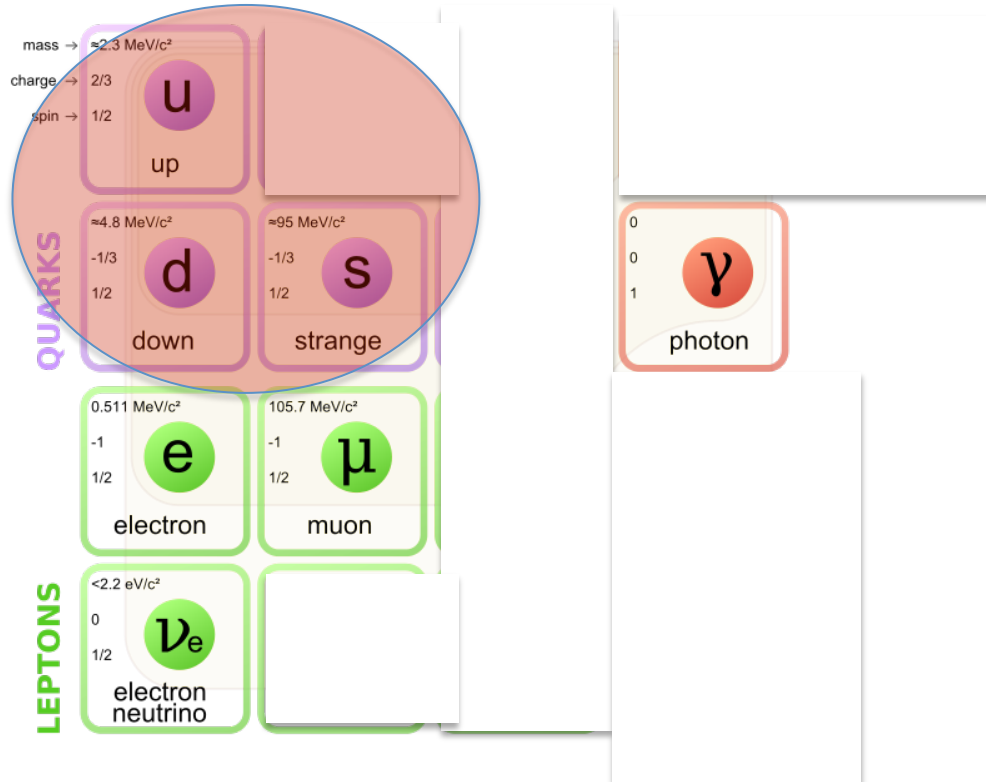 mass → ≈2.3 MeV/c²
charge → 2/3
spin → 1/2
u
up
QUARKS
≈4.8 MeV/c²
-1/3
1/2
d
down
≈95 MeV/c²
-1/3
1/2
s
strange
0
0
1
γ
photon
LEPTONS
0.511 MeV/c²
-1
1/2
e
electron
105.7 MeV/c²
-1
1/2
μ
muon
<2.2 eV/c²
0
1/2
νe
electron
neutrino